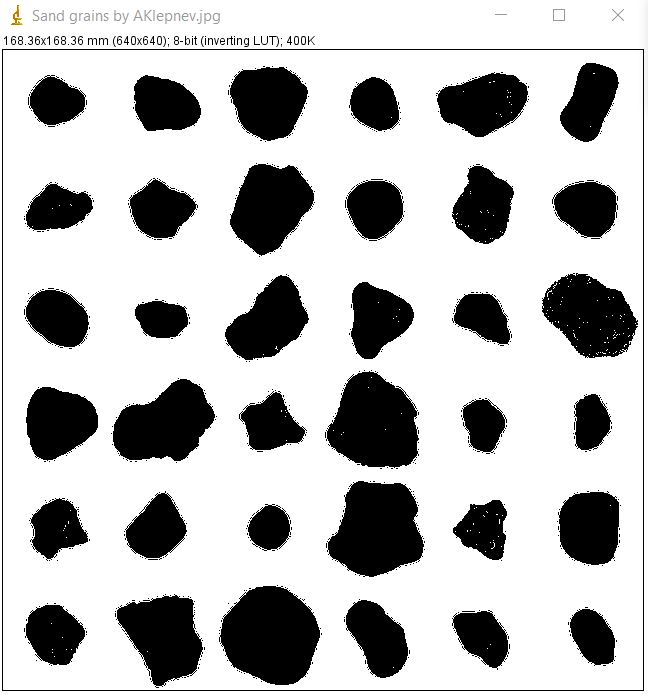 Sand grains by AKlepnev.jpg
168.36x168.36 mm (640x640); 8-bit (inverting LUT); 400K